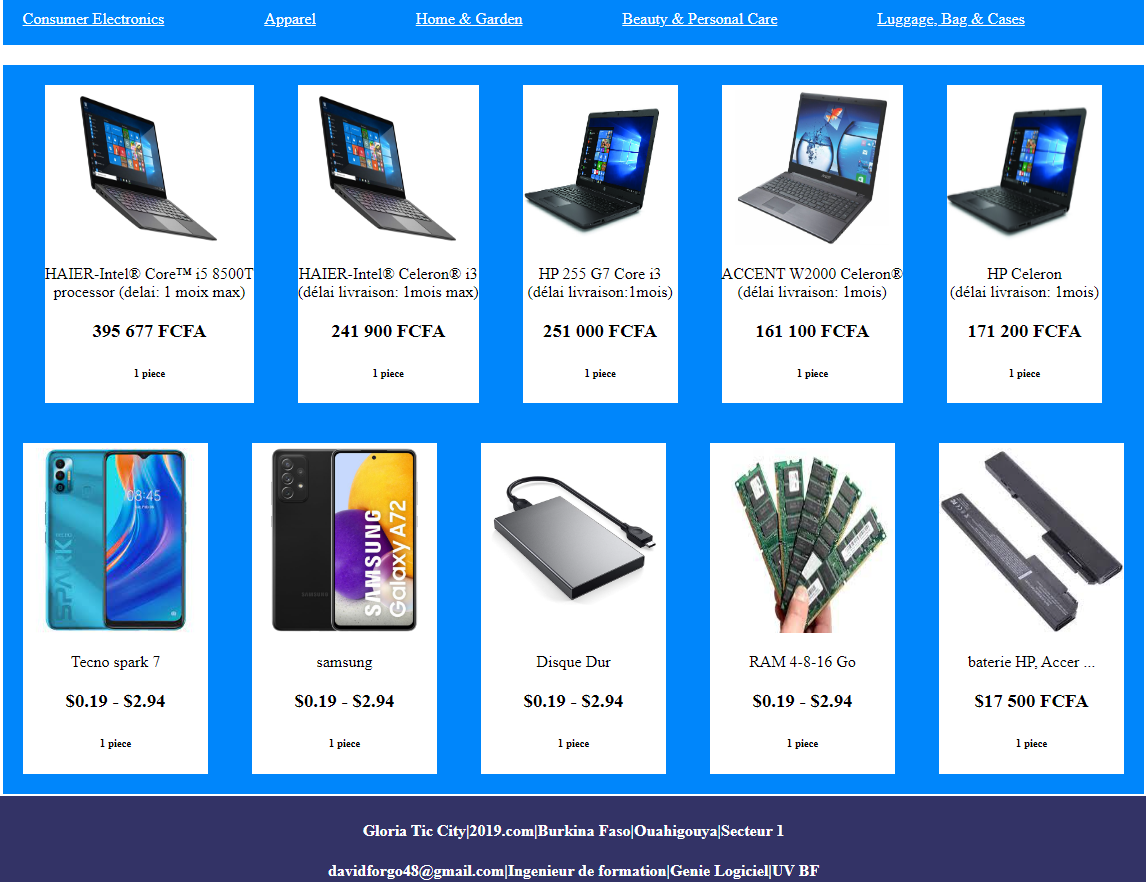 Consumer Electronics Apparel Home & Garden Beauty & Personal Care Luggage, Bag & Cases
HAIER-Intel® Core™ i5 8500T
processor (delai: 1 moix max)
395 677 FCFA
1 piece
HAIER-Intel® Celeron® i3
(délai livraison: 1mois max)
241 900 FCFA
1 piece
HP 255 G7 Core i3
(délai livraison:1mois)
251 000 FCFA
1 piece
ACCENT W2000 Celeron®
(délai livraison: 1mois)
161 100 FCFA
1 piece
HP Celeron
(délai livraison: 1mois)
171 200 FCFA
1 piece
08:45
SPARK
Tecno spark 7
$0.19 - $2.94
1 piece
SAMSUNG
SAMSUNG
Galaxy A72
samsung
$0.19 - $2.94
1 piece
Disque Dur
$0.19 - $2.94
1 piece
RAM 4-8-16 Go
$0.19 - $2.94
1 piece
baterie HP, Accer ...
$17 500 FCFA
1 piece
Gloria Tic City|2019.com|Burkina Faso|Ouahigouya|Secteur 1
davidforgo48@gmail.com|Ingenieur de formation|Genie Logiciel|UV BF